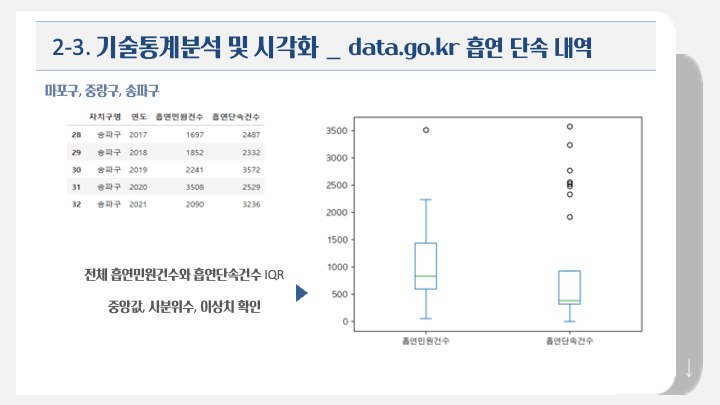 2-3. 기술통계분석 및 시각화 _ data.go.kr 흡연 단속 내역
마포구, 중랑구, 송파구
자치구명 연도 흡연민원건수 흡연단속건수
28 송파구 2017 1697 2487
29 송파구 2018 1852 2332
30 송파구 2019 2241 3572
31 송파구 2020 3508 2529
32 송파구 2021 2090 3236
전체 흡연민원건수와 흡연단속건수 IQR
중앙값, 사분위수, 이상치 확인
3500
3000
2500
2000
1500
1000
500
0
흡연민원건수 흡연단속건수